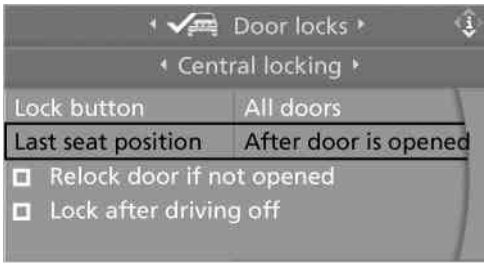 Door locks
Central locking
Lock button All doors
Last seat position After door is opened
Relock door if not opened
Lock after driving off